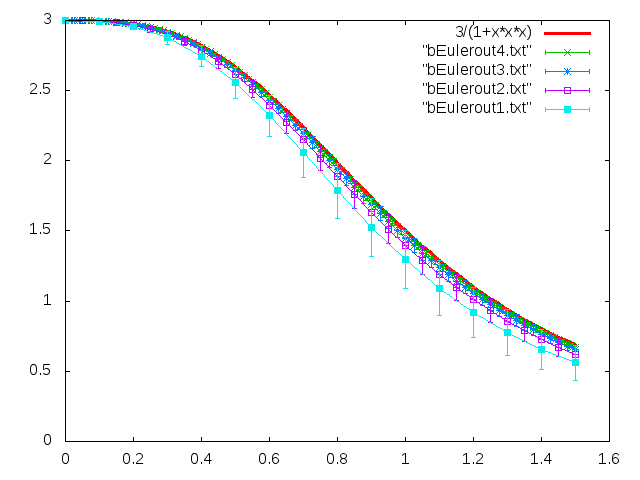 3/(1+x*x*x)
"bEulerout4.txt"
"bEulerout3.txt"
"bEulerout2.txt"
"bEulerout1.txt"
3
2.5
2
1.5
1
0.5
0
0 0.2 0.4 0.6 0.8 1 1.2 1.4 1.6